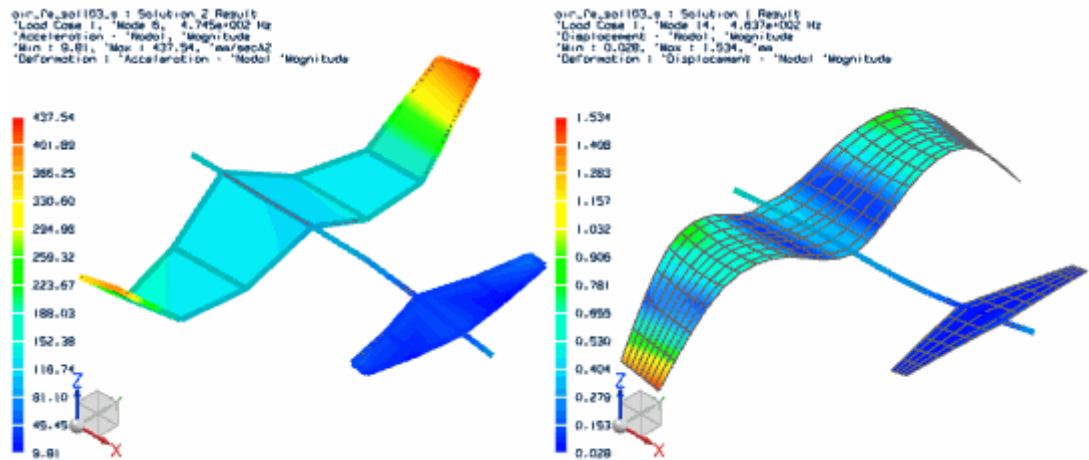 air_fe_sol103_s : Solution 2 Result
Load Case 1, Mode 6, 4.745e+002 Hz
Acceleration - Nodal, Magnitude
Min : 9.81, Max : 437.54, mm/sec^2
Deformation : Acceleration - Nodal Magnitude
437.54
401.89
366.25
330.60
294.96
259.32
223.67
188.03
152.38
116.74
81.10
45.45
9.81
Z
X
air_fe_sol103_s : Solution 1 Result
Load Case 1, Mode 14, 4.637e+002 Hz
Displacement - Nodal, Magnitude
Min : 0.028, Max : 1.534, mm
Deformation : Displacement - Nodal Magnitude
1.534
1.408
1.283
1.157
1.032
0.906
0.781
0.655
0.530
0.404
0.279
0.153
0.028
Z
X